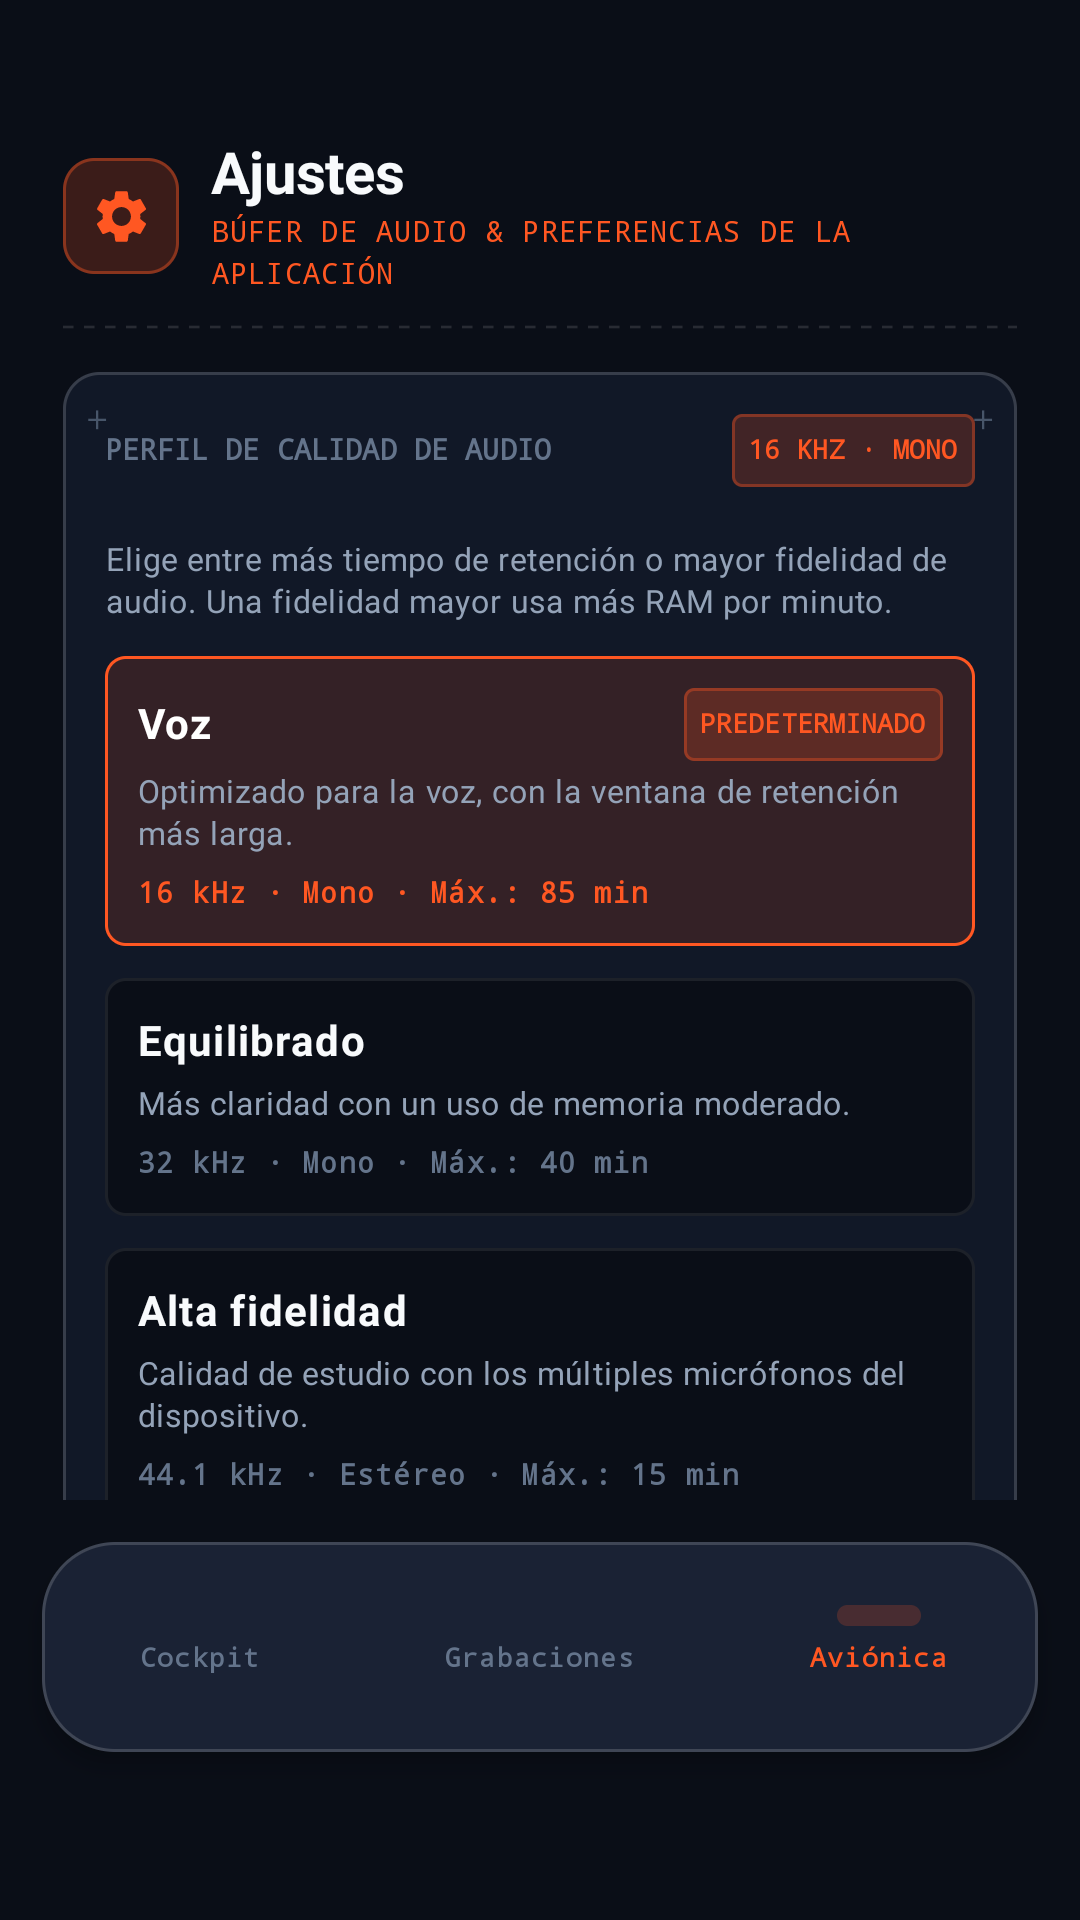 Ajustes
BÚFER DE AUDIO & PREFERENCIAS DE LA
APLICACIÓN
PERFIL DE CALIDAD DE AUDIO
16 KHZ · MONO
Elige entre más tiempo de retención o mayor fidelidad de
audio. Una fidelidad mayor usa más RAM por minuto.
Voz
PREDETERMINADO
Optimizado para la voz, con la ventana de retención
más larga.
16 kHz · Mono · Máx.: 85 min
Equilibrado
Más claridad con un uso de memoria moderado.
32 kHz · Mono · Máx.: 40 min
Alta fidelidad
Calidad de estudio con los múltiples micrófonos del
dispositivo.
44.1 kHz · Estéreo · Máx.: 15 min
Cockpit
Grabaciones
Aviónica